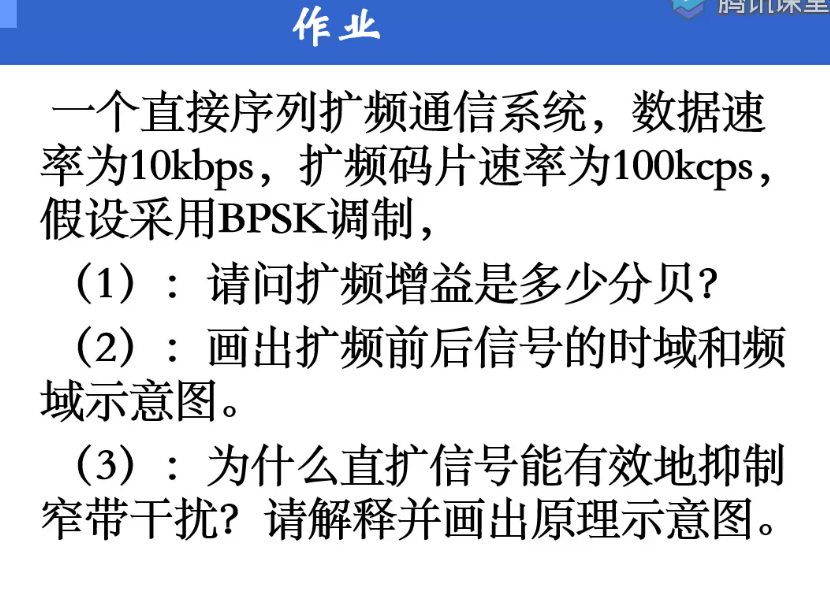 腾讯课堂
作业
一个直接序列扩频通信系统，数据速
率为10kbps，扩频码片速率为100kcps，
假设采用BPSK调制，
（1）：请问扩频增益是多少分贝？
（2）：画出扩频前后信号的时域和频
域示意图。
（3）：为什么直扩信号能有效地抑制
窄带干扰？请解释并画出原理示意图。